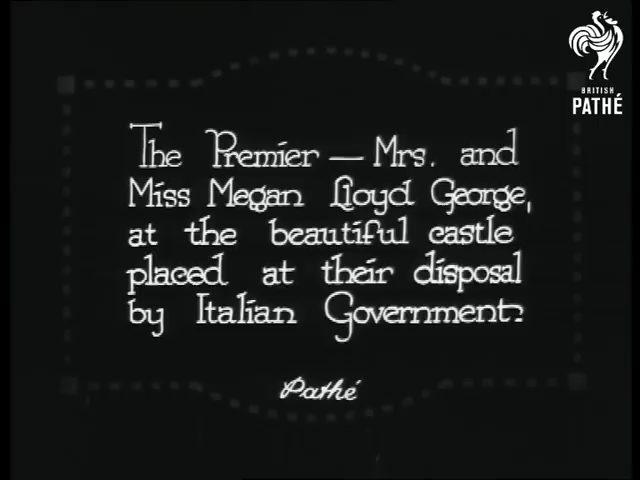 BRITISH
PATHÉ
The Premier — Mrs. and
Miss Megan Lloyd George,
at the beautiful castle
placed at their disposal
by Italian Government.
Pathé